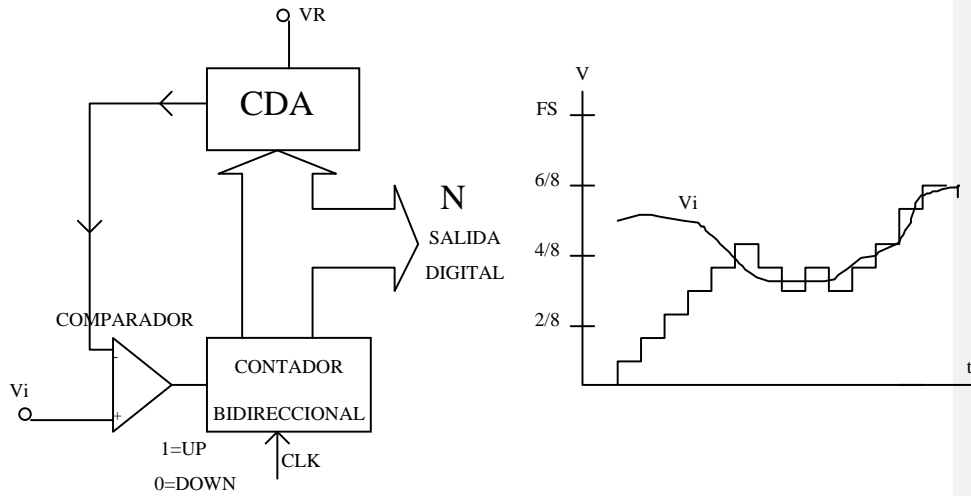 VR
CDA
N
SALIDA
DIGITAL
COMPARADOR
-
Vi
+
CONTADOR
BIDIRECCIONAL
1=UP
0=DOWN
CLK
V
FS
6/8
Vi
4/8
2/8
t